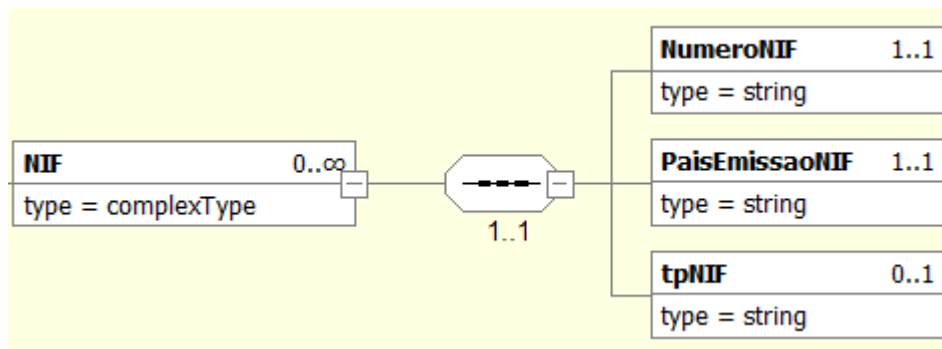 NumeroNIF 1..1
type = string
NIF 0..∞
type = complexType
1..1
PaisEmissaoNIF 1..1
type = string
tpNIF 0..1
type = string